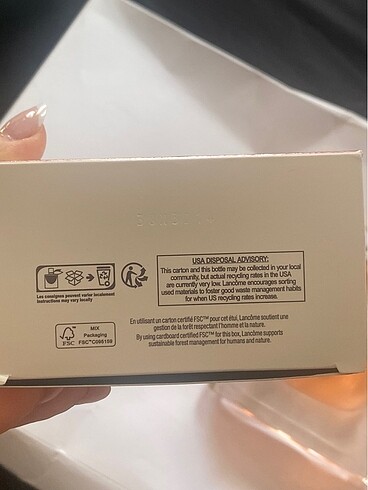 USA DISPOSAL ADVISORY:
This carton and this bottle may be collected in your local
community, but actual recycling rates in the USA
are currently very low. Lancôme encourages sorting
used materials to foster good waste management habits
for when US recycling rates increase.
Les consignes peuvent varier localement
Instructions may vary locally
FSC
MIX
Packaging
En utilisant un carton certifié FSC™ pour cet étui, Lancôme soutient une
gestion de la forêt respectant l'homme et la nature.
By using cardboard certified FSC™ for this box, Lancôme supports
sustainable forest management for humans and nature.